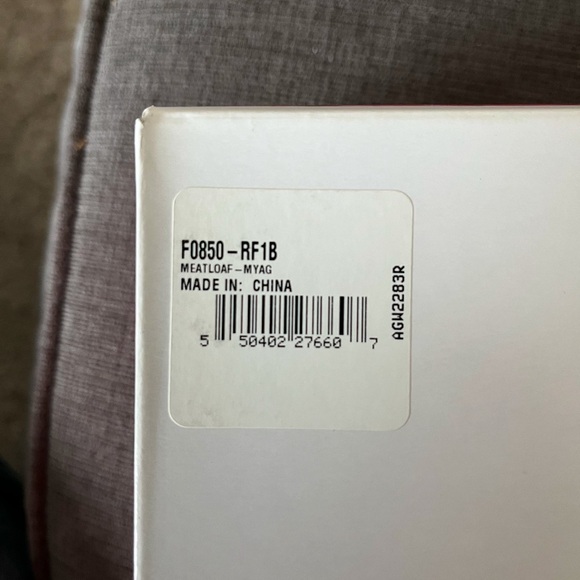 F0850-RF1B
MEATLOAF-MYAG
MADE IN: CHINA
5 50402 27660 7
AGW2283R